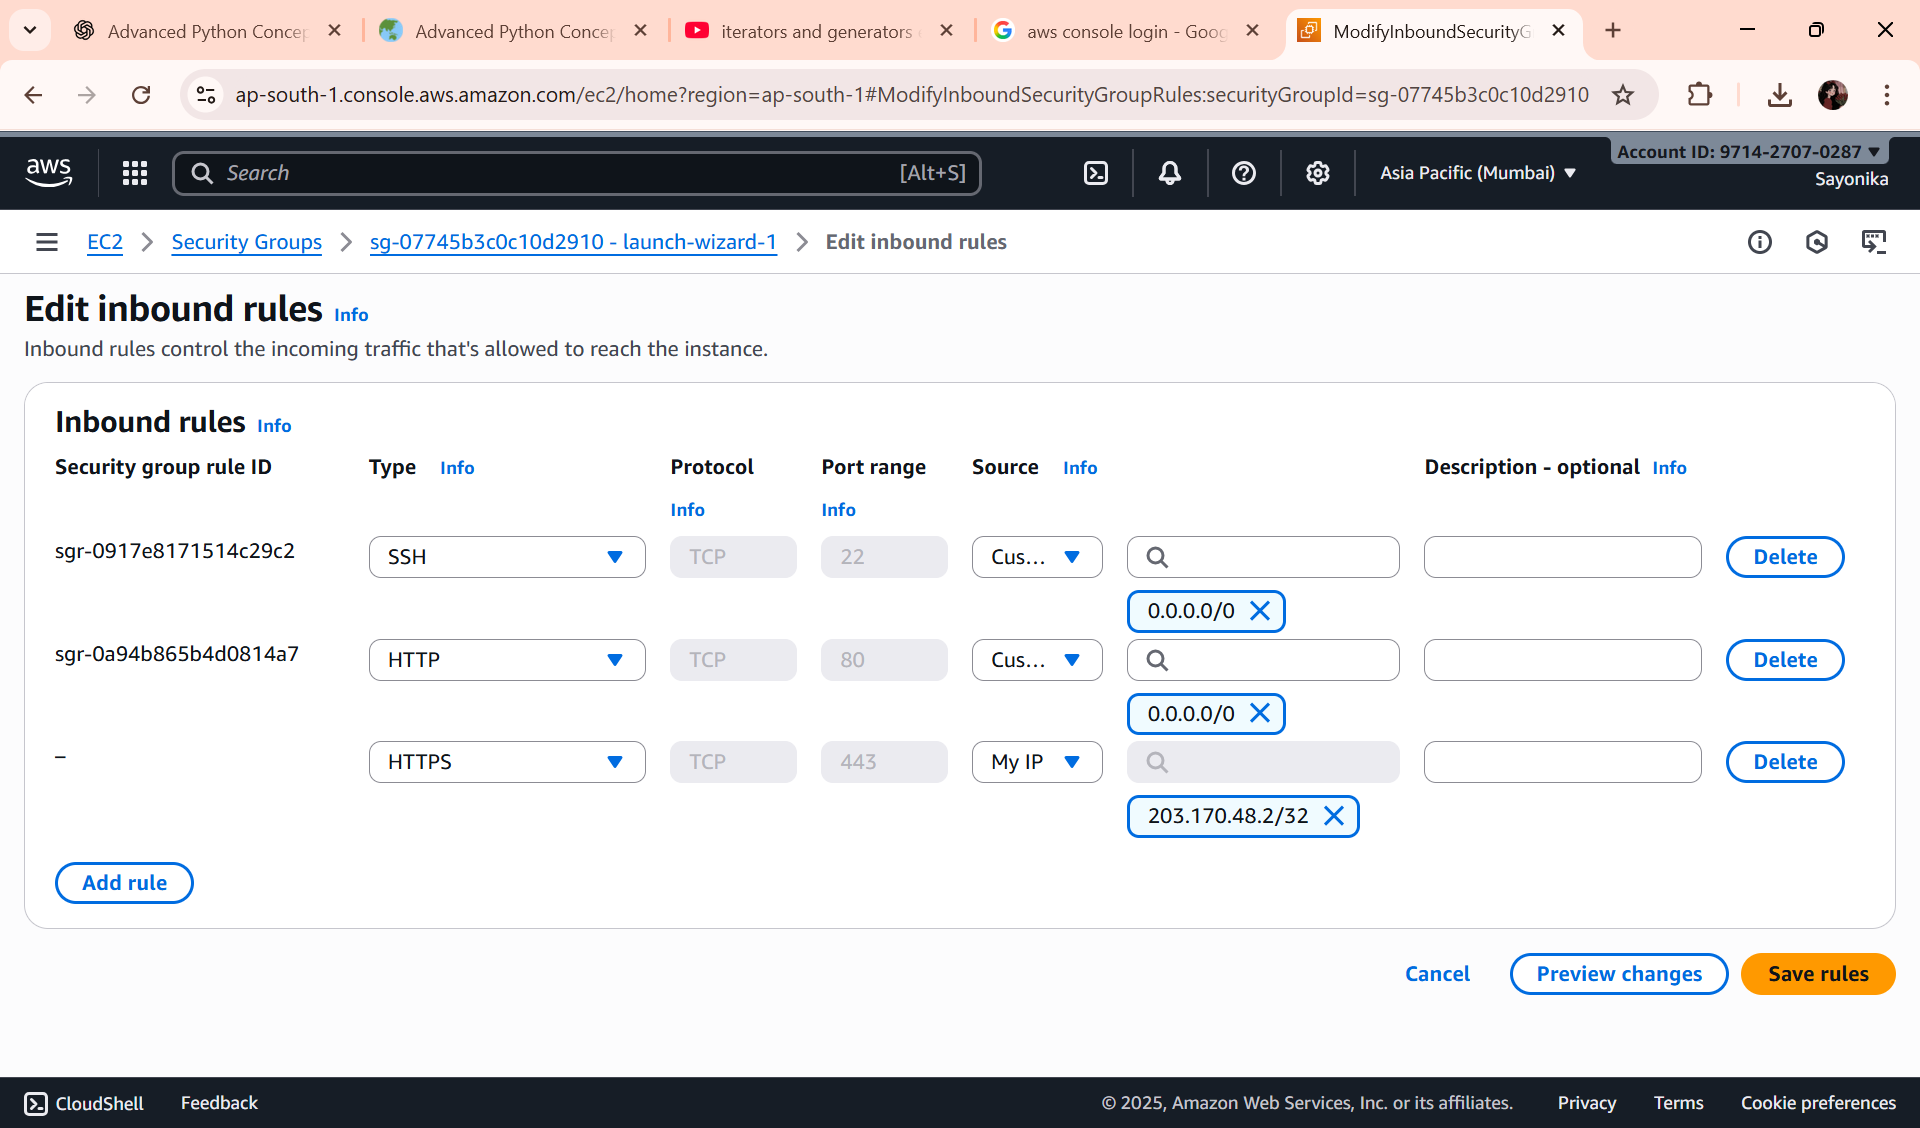 Advanced Python Concep
Advanced Python Concep
iterators and generators
aws console login - Goog
ModifyInboundSecurityG
ap-south-1.console.aws.amazon.com/ec2/home?region=ap-south-1#ModifyInboundSecurityGroupRules:securityGroupId=sg-07745b3c0c10d2910
aws
Search
[Alt+S]
Asia Pacific (Mumbai)
Account ID: 9714-2707-0287
Sayonika
EC2
Security Groups
sg-07745b3c0c10d2910 - launch-wizard-1
Edit inbound rules
Edit inbound rules Info
Inbound rules control the incoming traffic that's allowed to reach the instance.
Inbound rules Info
Security group rule ID
Type Info
Protocol
Info
Port range
Info
Source Info
Description - optional Info
sgr-0917e8171514c29c2
SSH
TCP
22
Cus...
0.0.0.0/0
Delete
sgr-0a94b865b4d0814a7
HTTP
TCP
80
Cus...
0.0.0.0/0
Delete
–
HTTPS
TCP
443
My IP
203.170.48.2/32
Delete
Add rule
Cancel
Preview changes
Save rules
CloudShell
Feedback
© 2025, Amazon Web Services, Inc. or its affiliates.
Privacy
Terms
Cookie preferences